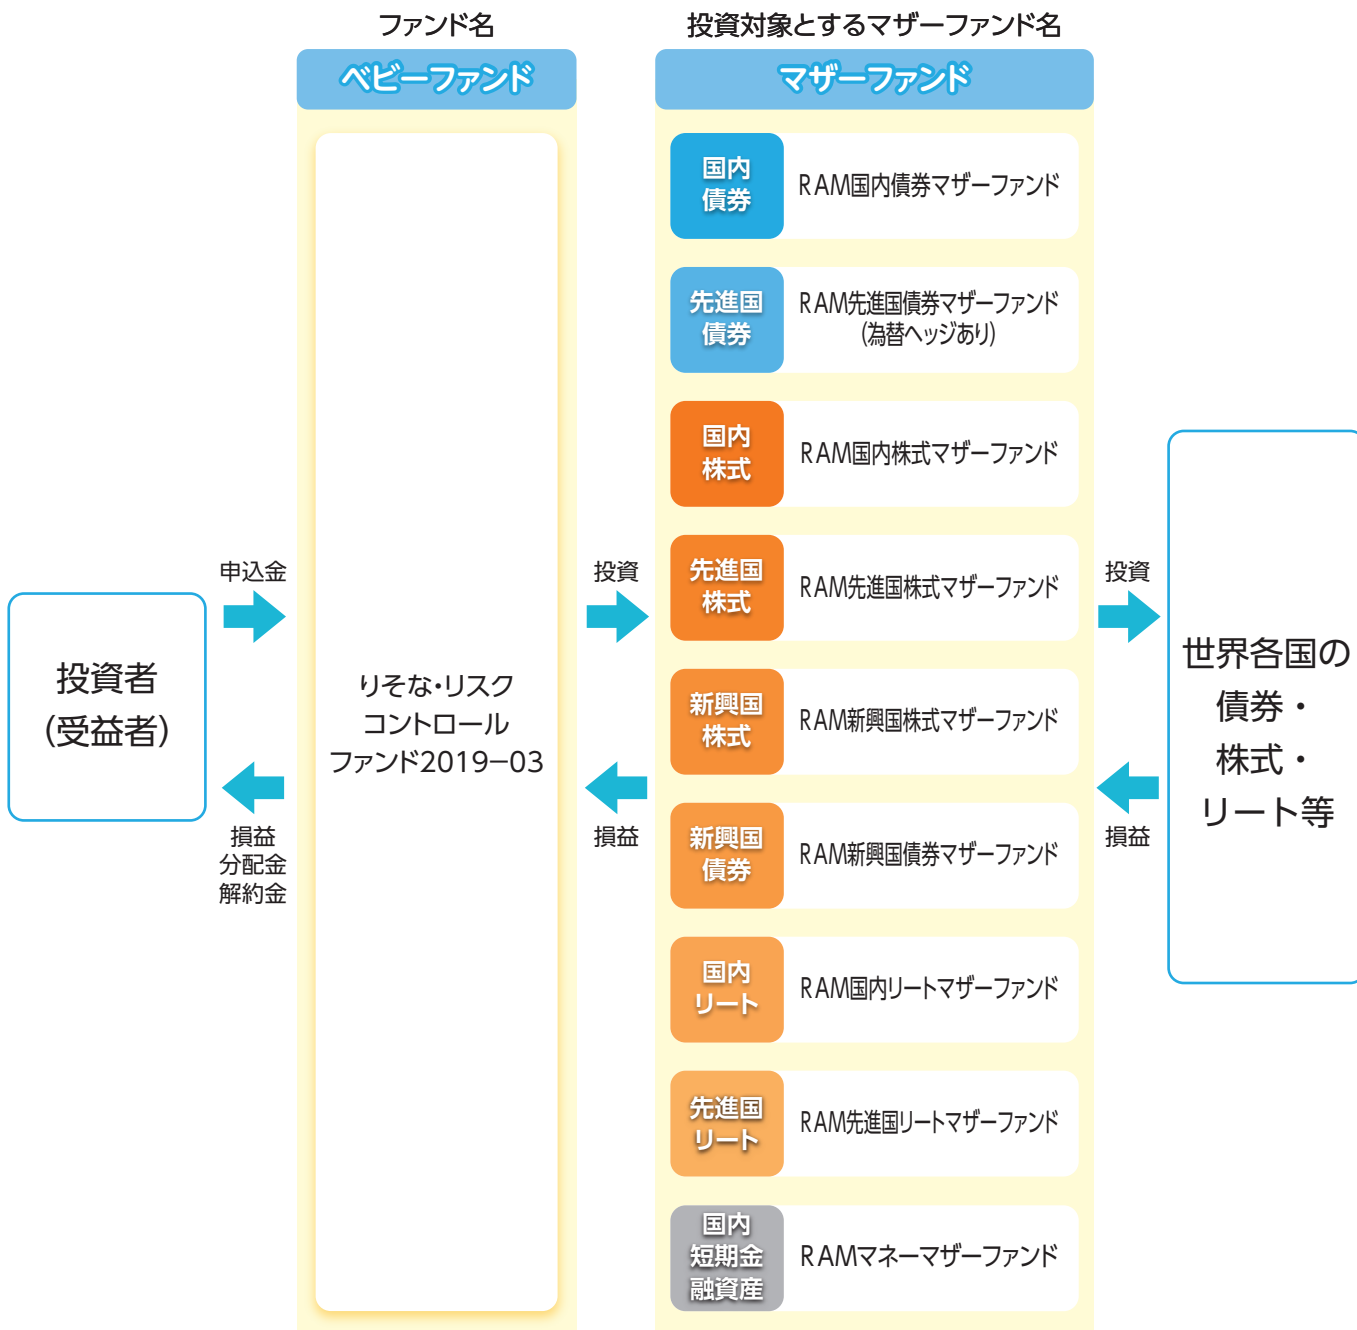 ファンド名
投資対象とするマザーファンド名
ベビーファンド
マザーファンド
投資者
(受益者)
申込金
損益
分配金
解約金
りそな・リスク
コントロール
ファンド2019−03
投資
損益
国内
債券
RAM国内債券マザーファンド
先進国
債券
RAM先進国債券マザーファンド
(為替ヘッジあり)
国内
株式
RAM国内株式マザーファンド
先進国
株式
RAM先進国株式マザーファンド
新興国
株式
RAM新興国株式マザーファンド
新興国
債券
RAM新興国債券マザーファンド
国内
リート
RAM国内リートマザーファンド
先進国
リート
RAM先進国リートマザーファンド
国内
短期金
融資産
RAMマネーマザーファンド
投資
損益
世界各国の
債券・
株式・
リート等